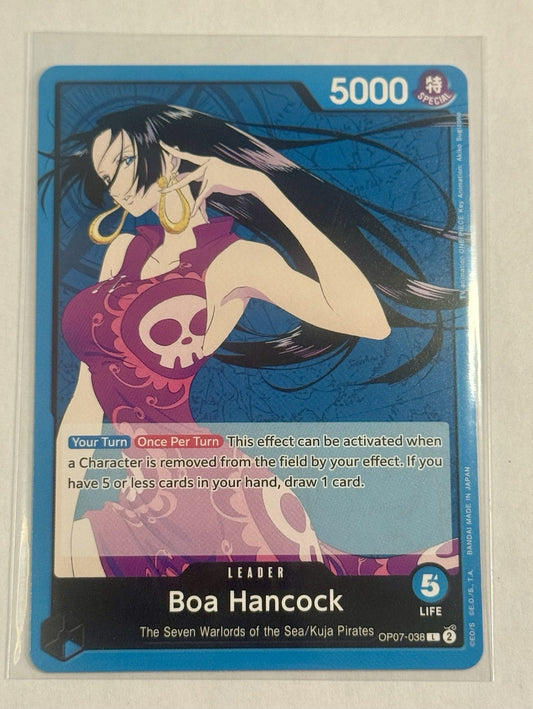 5000
特
SPECIAL
Your Turn Once Per Turn This effect can be activated when
a Character is removed from the field by your effect. If you
have 5 or less cards in your hand, draw 1 card.
LEADER
Boa Hancock
The Seven Warlords of the Sea/Kuja Pirates
5
LIFE
OP07-038 L 2
©EO/S ©E.O./S., T.A. BANDAI MADE IN JAPAN